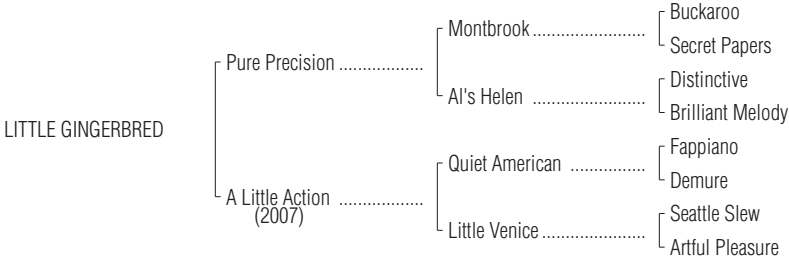 Buckaroo
Montbrook ........................
Secret Papers
Pure Precision ..................
Distinctive
Al's Helen ........................
Brilliant Melody
LITTLE GINGERBRED
Fappiano
Quiet American ................
Demure
A Little Action ..................
(2007)
Seattle Slew
Little Venice ......................
Artful Pleasure